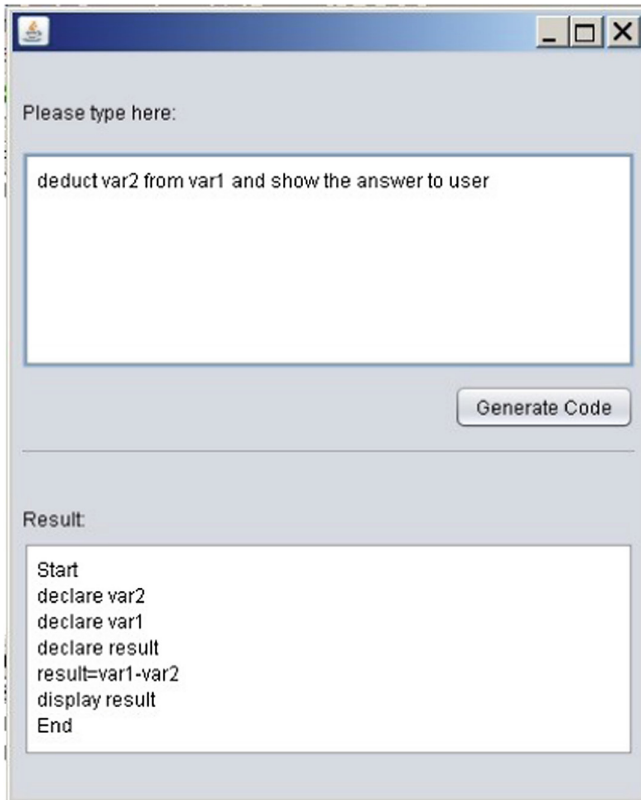 Please type here:
deduct var2 from var1 and show the answer to user
Generate Code
Result:
Start
declare var2
declare var1
declare result
result=var1-var2
display result
End